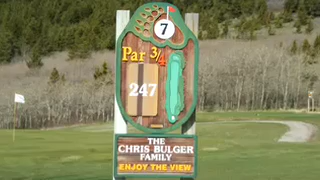 7
Par 3/4
247
THE
CHRIS BULGER
FAMILY
ENJOY THE VIEW